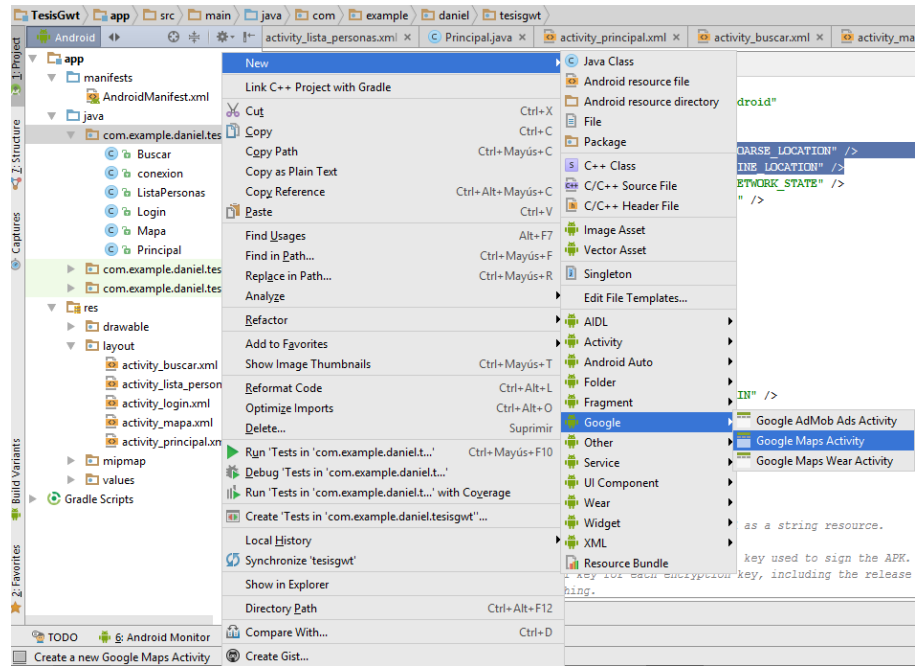 TesisGwt app src main java com example daniel tesisgwt
Android
activity_lista_personas.xml
Principal.java
activity_principal.xml
activity_buscar.xml
activity_ma
1: Project
Z: Structure
Captures
Build Variants
2: Favorites
app
manifests
AndroidManifest.xml
java
com.example.daniel.tes
Buscar
conexion
ListaPersonas
Login
Mapa
Principal
com.example.daniel.tes
com.example.daniel.tes
res
drawable
layout
activity_buscar.xml
activity_lista_person
activity_login.xml
activity_mapa.xml
activity_principal.xm
mipmap
values
Gradle Scripts
New
Link C++ Project with Gradle
Cut Ctrl+X
Copy Ctrl+C
Copy Path Ctrl+Mayús+C
Copy as Plain Text
Copy Reference Ctrl+Alt+Mayús+C
Paste Ctrl+V
Find Usages Alt+F7
Find in Path... Ctrl+Mayús+F
Replace in Path... Ctrl+Mayús+R
Analyze
Refactor
Add to Favorites
Show Image Thumbnails Ctrl+Mayús+T
Reformat Code Ctrl+Alt+L
Optimize Imports Ctrl+Alt+O
Delete... Suprimir
Run 'Tests in 'com.example.daniel.t...' Ctrl+Mayús+F10
Debug 'Tests in 'com.example.daniel.t...'
Run 'Tests in 'com.example.daniel.t...' with Coverage
Create 'Tests in 'com.example.daniel.tesisgwt''...
Local History
Synchronize 'tesisgwt'
Show in Explorer
Directory Path Ctrl+Alt+F12
Compare With... Ctrl+D
Create Gist...
Java Class
Android resource file
Android resource directory
File
Package
C++ Class
C/C++ Source File
C/C++ Header File
Image Asset
Vector Asset
Singleton
Edit File Templates...
AIDL
Activity
Android Auto
Folder
Fragment
Google
Other
Service
UI Component
Wear
Widget
XML
Resource Bundle
Google AdMob Ads Activity
Google Maps Activity
Google Maps Wear Activity
droid"
OARSE_LOCATION" />
INE_LOCATION" />
ETWORK_STATE" />
" />
IN" />
as a string resource.
key used to sign the APK.
key for each encryption key, including the release
hing.
TODO
6: Android Monitor
Create a new Google Maps Activity